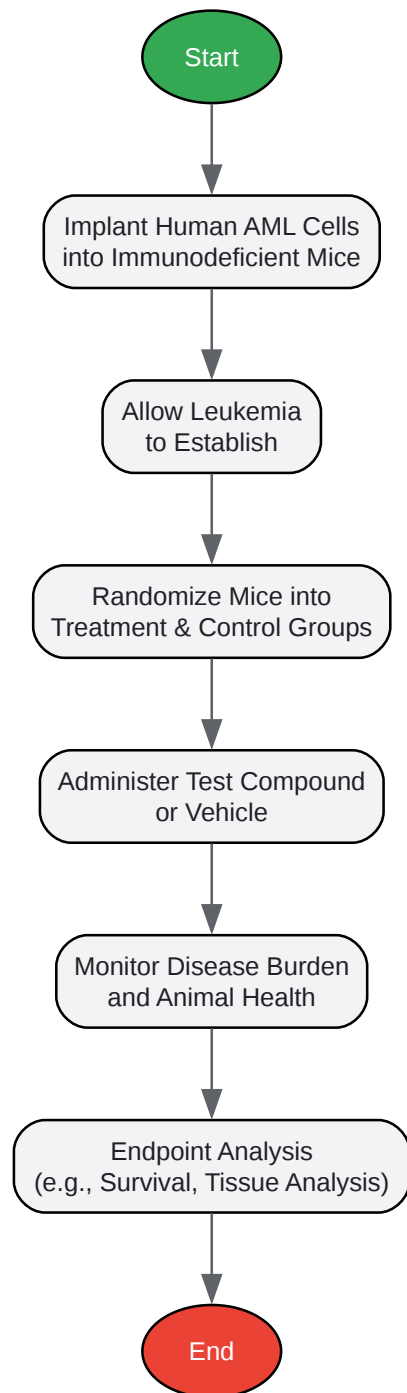 Start
Implant Human AML Cells
into Immunodeficient Mice
Allow Leukemia
to Establish
Randomize Mice into
Treatment & Control Groups
Administer Test Compound
or Vehicle
Monitor Disease Burden
and Animal Health
Endpoint Analysis
(e.g., Survival, Tissue Analysis)
End